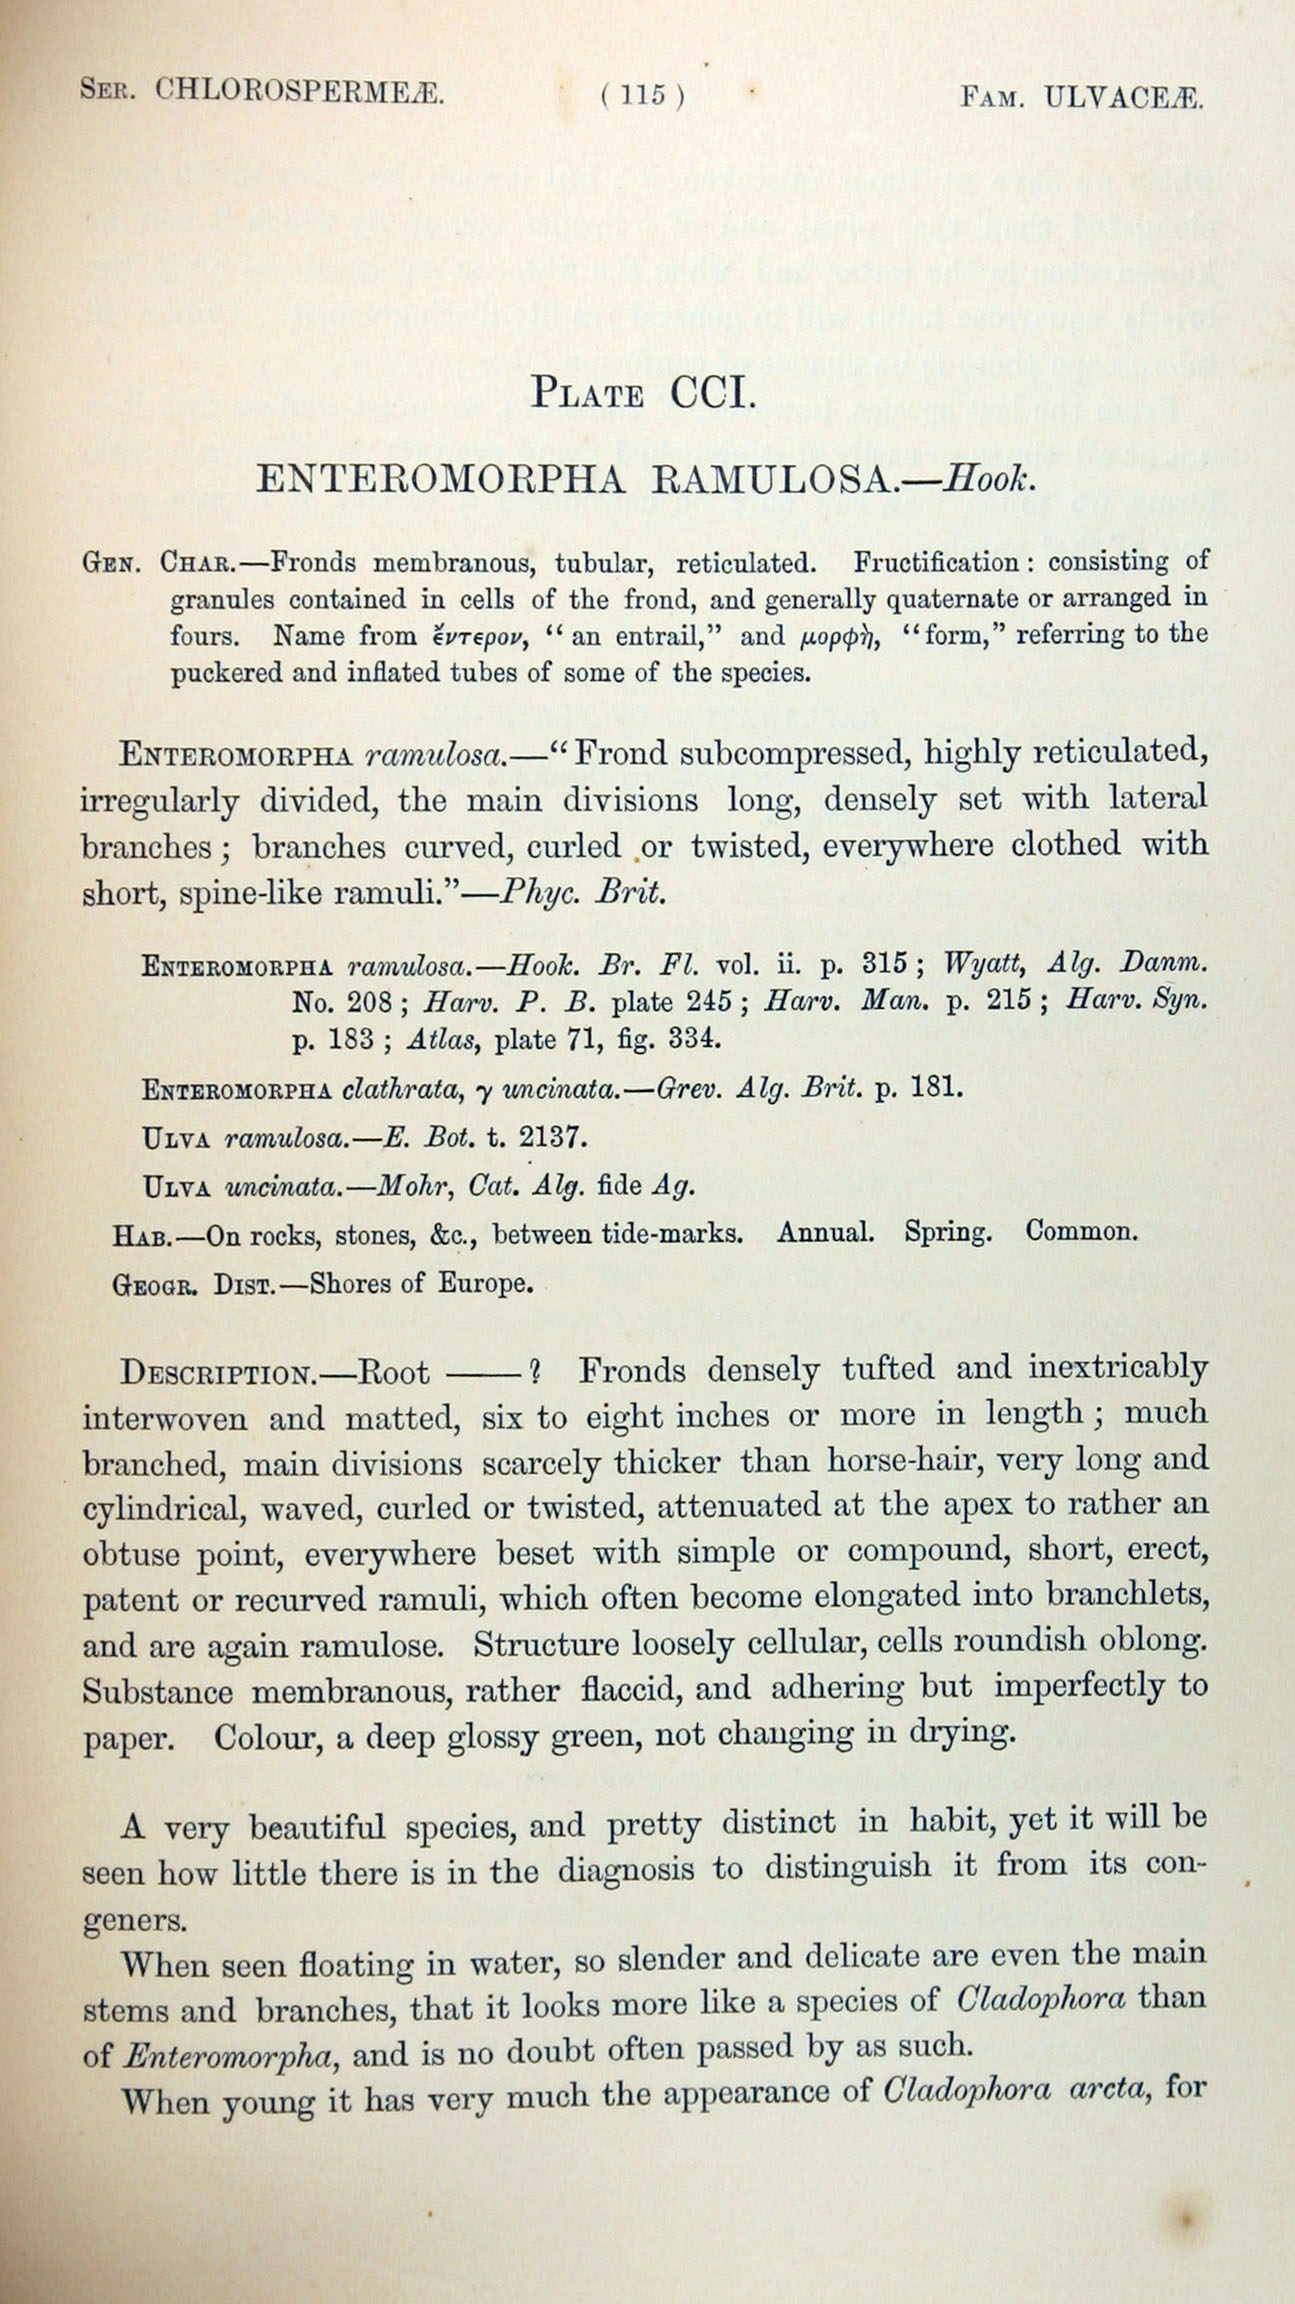 Ser. CHLOROSPERMEÆ. ( 115 ) Fam. ULVACEÆ.
Plate CCI.
ENTEROMORPHA RAMULOSA.—Hook.
Gen. Char.—Fronds membranous, tubular, reticulated. Fructification : consisting of
granules contained in cells of the frond, and generally quaternate or arranged in
fours. Name from ἔντερον, “ an entrail,” and μορφὴ, “form,” referring to the
puckered and inflated tubes of some of the species.
Enteromorpha ramulosa.—“ Frond subcompressed, highly reticulated,
irregularly divided, the main divisions long, densely set with lateral
branches ; branches curved, curled or twisted, everywhere clothed with
short, spine-like ramuli.”—Phyc. Brit.
Enteromorpha ramulosa.—Hook. Br. Fl. vol. ii. p. 315 ; Wyatt, Alg. Danm.
No. 208 ; Harv. P. B. plate 245 ; Harv. Man. p. 215 ; Harv. Syn.
p. 183 ; Atlas, plate 71, fig. 334.
Enteromorpha clathrata, γ uncinata.—Grev. Alg. Brit. p. 181.
Ulva ramulosa.—E. Bot. t. 2137.
Ulva uncinata.—Mohr, Cat. Alg. fide Ag.
Hab.—On rocks, stones, &c., between tide-marks. Annual. Spring. Common.
Geogr. Dist.—Shores of Europe.
Description.—Root ——? Fronds densely tufted and inextricably
interwoven and matted, six to eight inches or more in length ; much
branched, main divisions scarcely thicker than horse-hair, very long and
cylindrical, waved, curled or twisted, attenuated at the apex to rather an
obtuse point, everywhere beset with simple or compound, short, erect,
patent or recurved ramuli, which often become elongated into branchlets,
and are again ramulose. Structure loosely cellular, cells roundish oblong.
Substance membranous, rather flaccid, and adhering but imperfectly to
paper. Colour, a deep glossy green, not changing in drying.
A very beautiful species, and pretty distinct in habit, yet it will be
seen how little there is in the diagnosis to distinguish it from its con-
geners.
When seen floating in water, so slender and delicate are even the main
stems and branches, that it looks more like a species of Cladophora than
of Enteromorpha, and is no doubt often passed by as such.
When young it has very much the appearance of Cladophora arcta, for